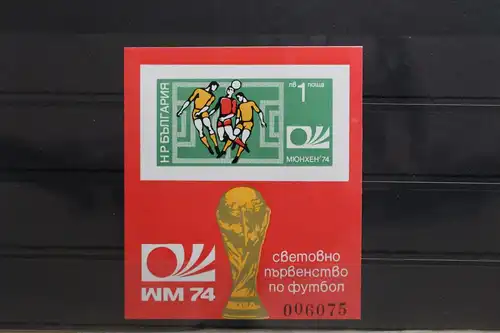 НР БЪЛГАРИЯ
лв 1 поща
МЮНХЕН'74
WM 74
световно
първенство
по футбол
006075